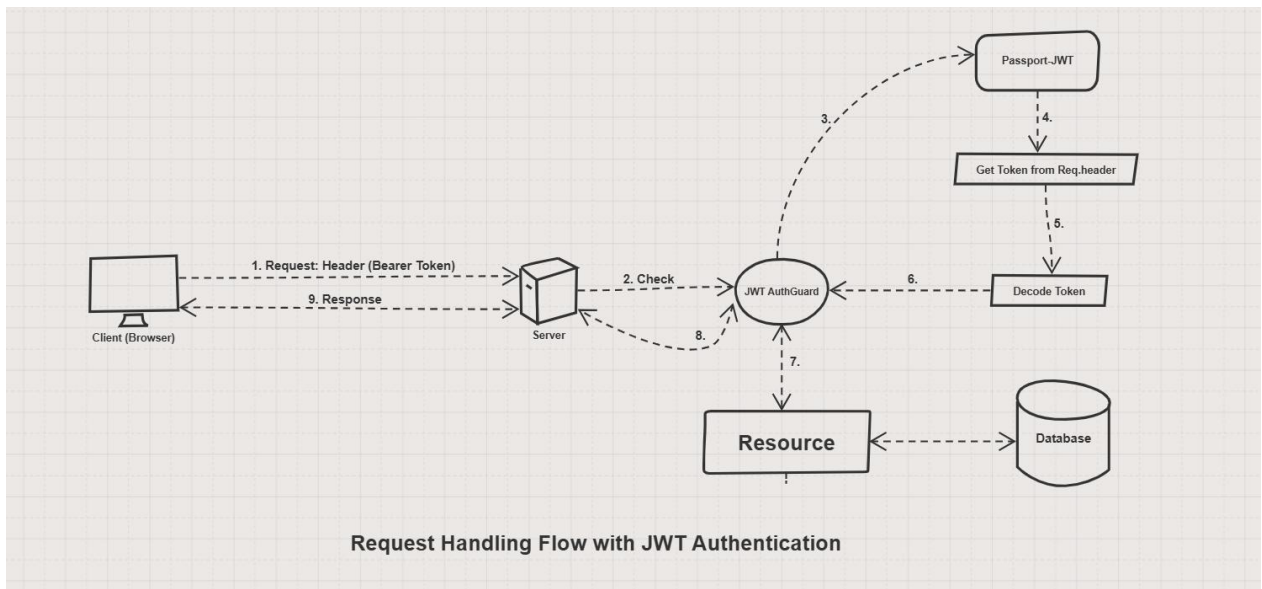 Passport-JWT
3.
4.
Get Token from Req.header
5.
1. Request: Header (Bearer Token)
2. Check
JWT AuthGuard
6.
Decode Token
9. Response
Client (Browser)
Server
8.
7.
Resource
Database
Request Handling Flow with JWT Authentication